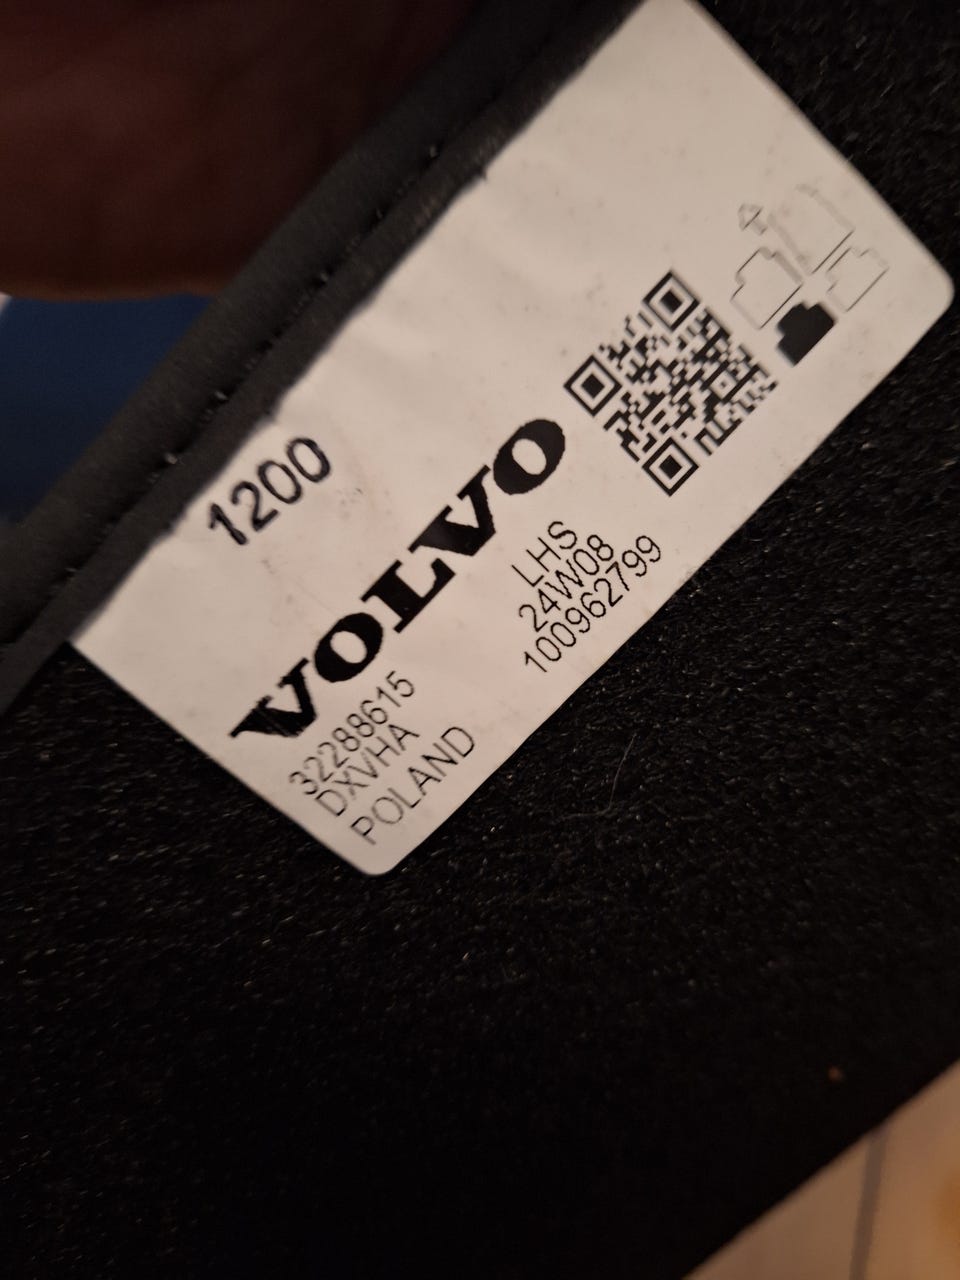 1200
VOLVO
32288615
DXVHA
POLAND
LHS
24W08
100962799